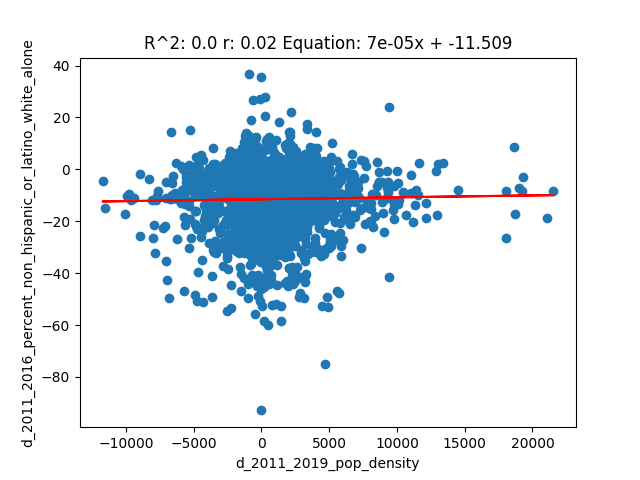 R^2: 0.0 r: 0.02 Equation: 7e-05x + -11.509
d_2011_2016_percent_non_hispanic_or_latino_white_alone
40
20
0
−20
−40
−60
−80
−10000 −5000 0 5000 10000 15000 20000
d_2011_2019_pop_density